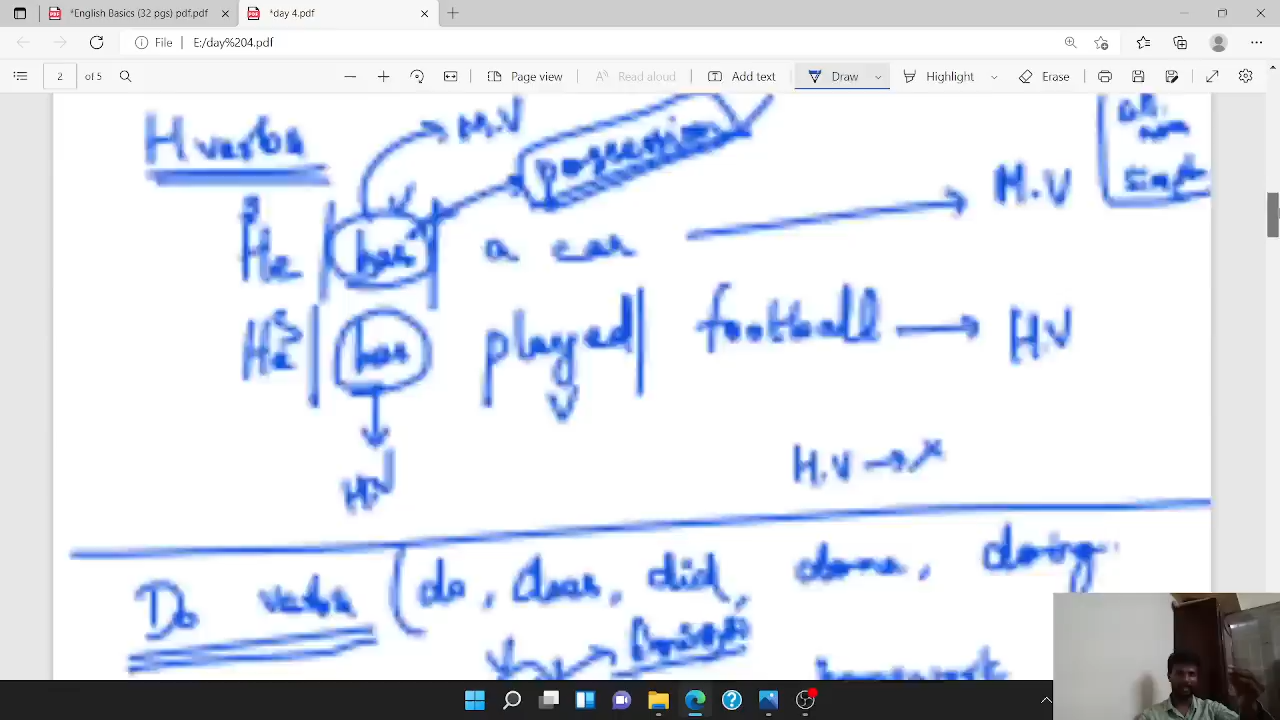 *English Basics (32 pgs) pdf.pdf
*day 4.pdf
File E:/day%204.pdf
2 of 5
Page view
Read aloud
Add text
Draw
Highlight
Erase
H verbs
M.V
possession
He has a car → M.V
simple
He has played football → H.V
V
H.V
H.V → x
Do verbs (do, does, did, done, doing
homework